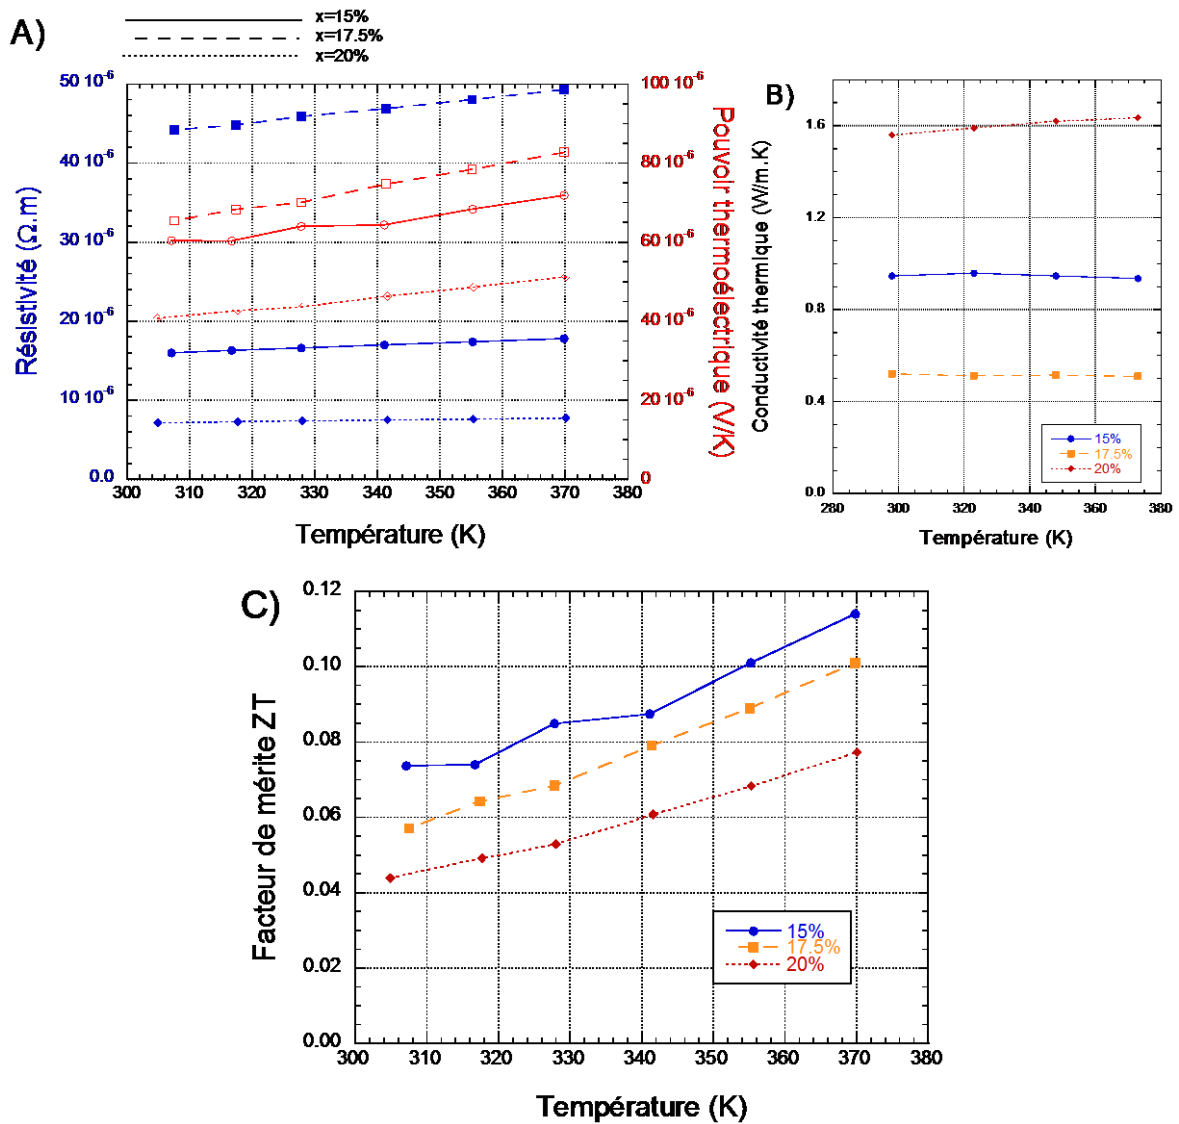 A)
x=15%
x=17.5%
x=20%
50 10-6
40 10-6
30 10-6
20 10-6
10 10-6
0.0
Résistivité (Ω.m)
100 10-6
80 10-6
60 10-6
40 10-6
20 10-6
0
Pouvoir thermoélectrique (V/K)
300 310 320 330 340 350 360 370 380
Température (K)
B)
1.6
1.2
0.8
0.4
0.0
Conductivité thermique (W/m.K)
15%
17.5%
20%
280 300 320 340 360 380
Température (K)
C)
0.12
0.10
0.08
0.06
0.04
0.02
0.00
Facteur de mérite ZT
15%
17.5%
20%
300 310 320 330 340 350 360 370 380
Température (K)